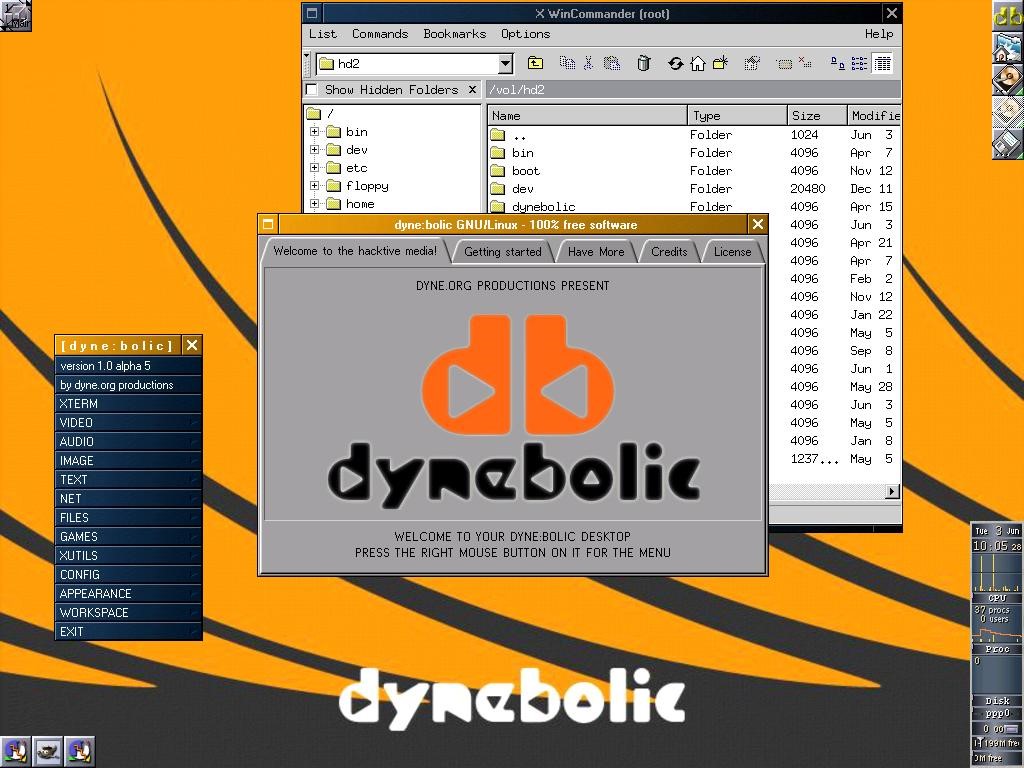 Main
WinCommander (root)
List Commands Bookmarks Options Help
hd2
Show Hidden Folders
/vol/hd2
/
bin
dev
etc
floppy
home
Name Type Size Modifie
.. Folder 1024 Jun 3
bin Folder 4096 Apr 7
boot Folder 4096 Nov 12
dev Folder 20480 Dec 11
dynebolic Folder 4096 Apr 15
4096 Jun 3
4096 Apr 21
4096 Apr 7
4096 Feb 2
4096 Nov 12
4096 Jan 22
4096 May 5
4096 Sep 8
4096 Jun 1
4096 May 28
4096 Jun 3
4096 May 5
4096 Jan 8
1237... May 5
dyne:bolic GNU/Linux - 100% free software
Welcome to the hacktive media! Getting started Have More Credits License
DYNE.ORG PRODUCTIONS PRESENT
dynebolic
WELCOME TO YOUR DYNE:BOLIC DESKTOP
PRESS THE RIGHT MOUSE BUTTON ON IT FOR THE MENU
[dyne:bolic]
version 1.0 alpha 5
by dyne.org productions
XTERM
VIDEO
AUDIO
IMAGE
TEXT
NET
FILES
GAMES
XUTILS
CONFIG
APPEARANCE
WORKSPACE
EXIT
dynebolic
Tue 3 Jun
10:05 28
CPU
37 procs
0 users
Proc
0
Disk
ppp0
0 00
199M fre
0M free